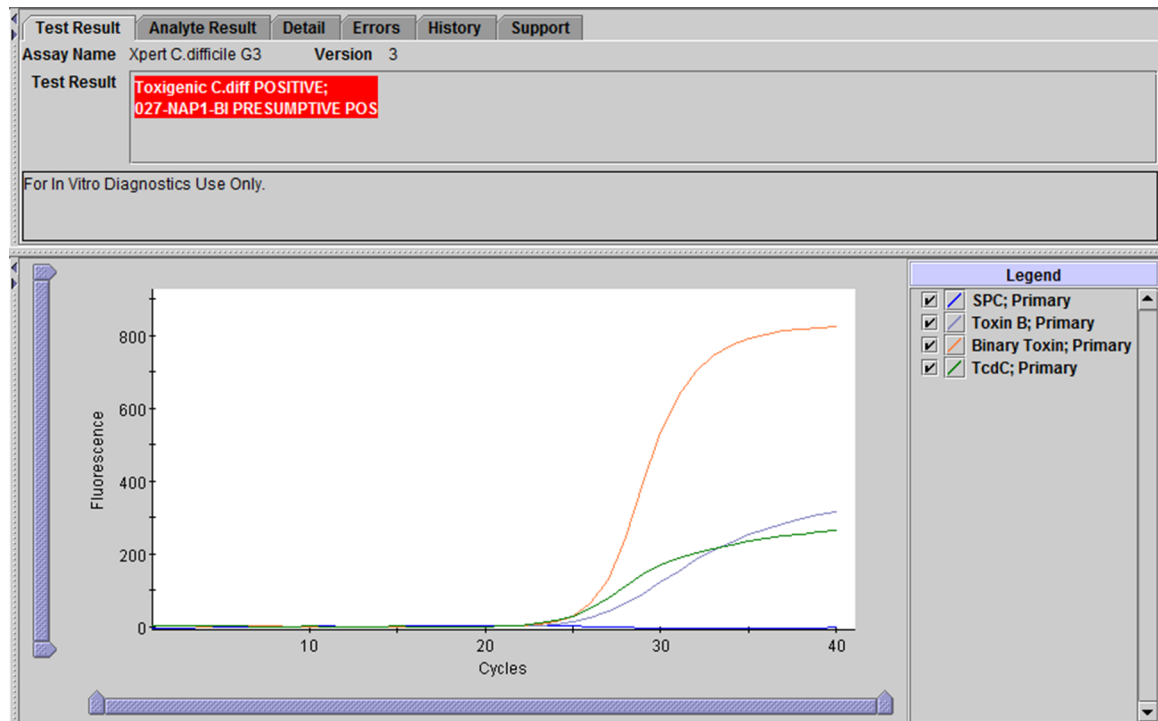 Test Result Analyte Result Detail Errors History Support
Assay Name Xpert C.difficile G3 Version 3
Test Result Toxigenic C.diff POSITIVE;
027-NAP1-BI PRESUMPTIVE POS
For In Vitro Diagnostics Use Only.
Legend
SPC; Primary
Toxin B; Primary
Binary Toxin; Primary
TcdC; Primary
800
600
400
200
0
Fluorescence
10 20 30 40
Cycles